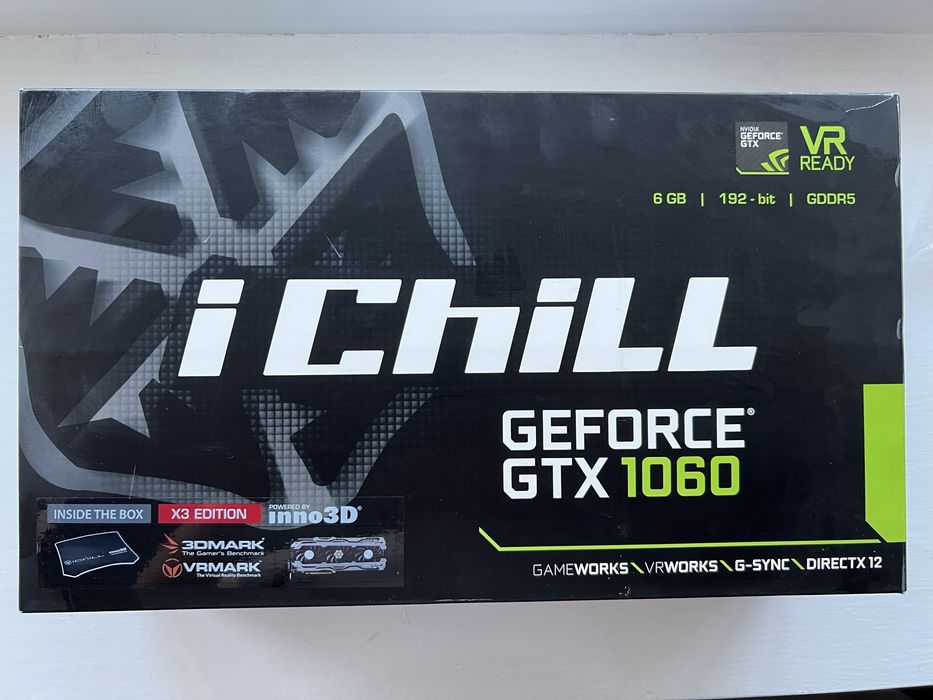 NVIDIA
GEFORCE®
GTX
VR
READY
6 GB | 192-bit | GDDR5
iChiLL
GEFORCE®
GTX 1060
INSIDE THE BOX
X3 EDITION
POWERED BY
inno3D®
3DMARK
The Gamer's Benchmark
VRMARK
The Virtual Reality Benchmark
GAMEWORKS \ VRWORKS \ G-SYNC \ DIRECTX 12